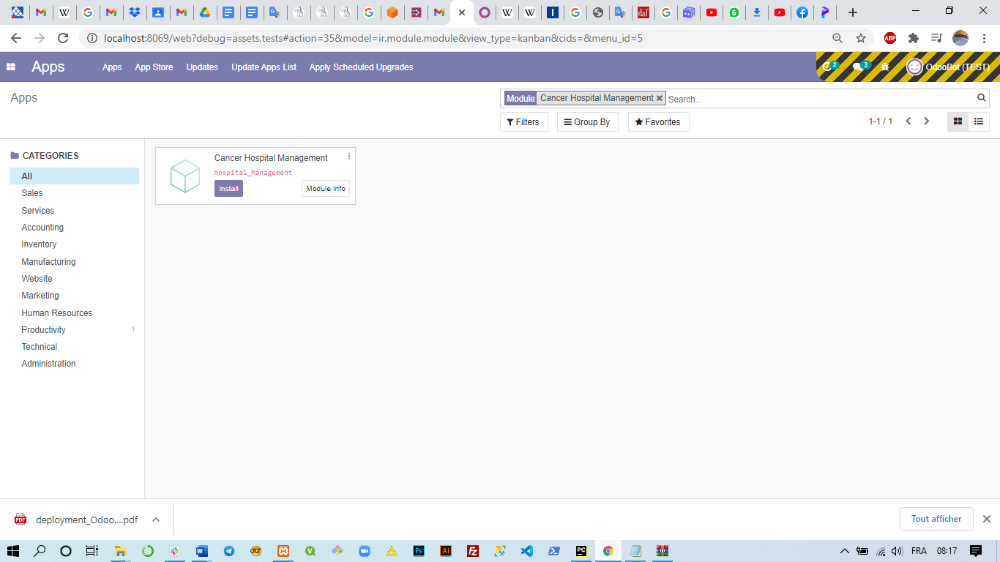 localhost:8069/web?debug=assets,tests#action=35&model=ir.module.module&view_type=kanban&cids=&menu_id=5
ABP
Apps
Apps
App Store
Updates
Update Apps List
Apply Scheduled Upgrades
2
3
OdooBot (TEST)
Apps
Module Cancer Hospital Management
Search...
Filters
Group By
Favorites
1-1 / 1
CATEGORIES
All
Sales
Services
Accounting
Inventory
Manufacturing
Website
Marketing
Human Resources
Productivity 1
Technical
Administration
Cancer Hospital Management
hospital_Management
Install
Module Info
PDF
deployment_Odoo....pdf
Tout afficher
FRA
08:17